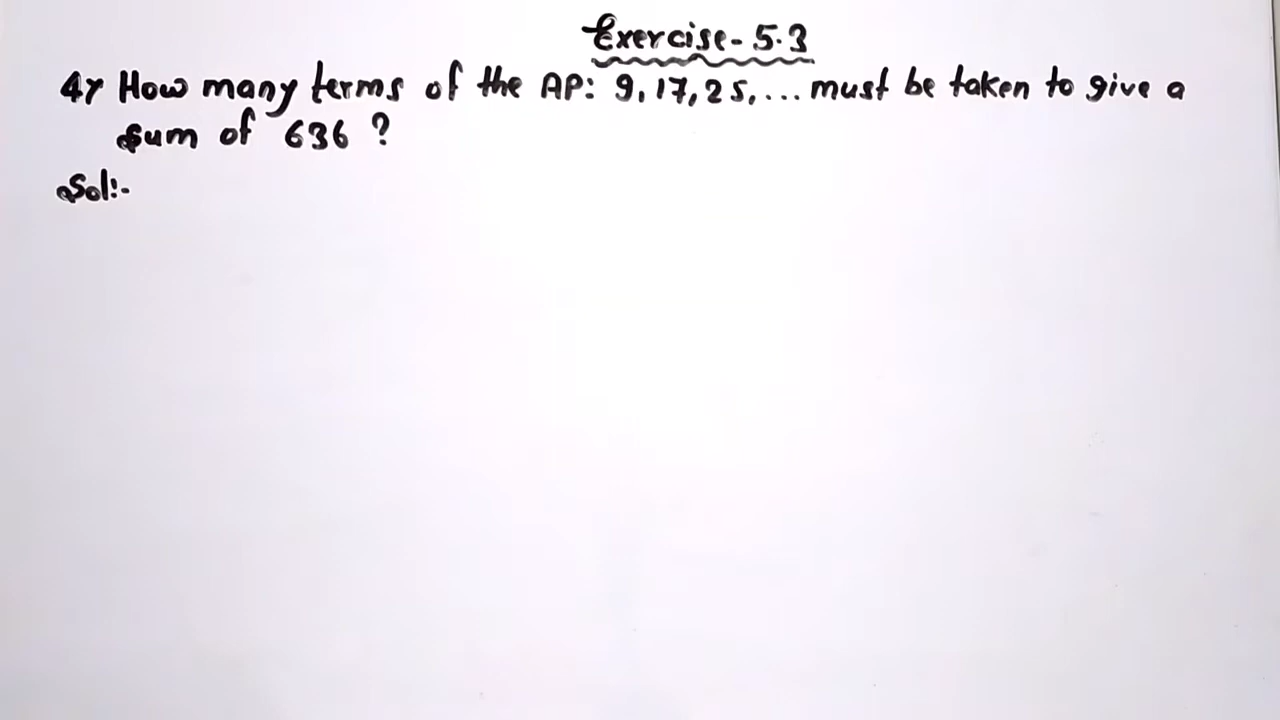 Exercise-5.3
4) How many terms of the AP: 9, 17, 25, ... must be taken to give a
sum of 636 ?
Sol:-